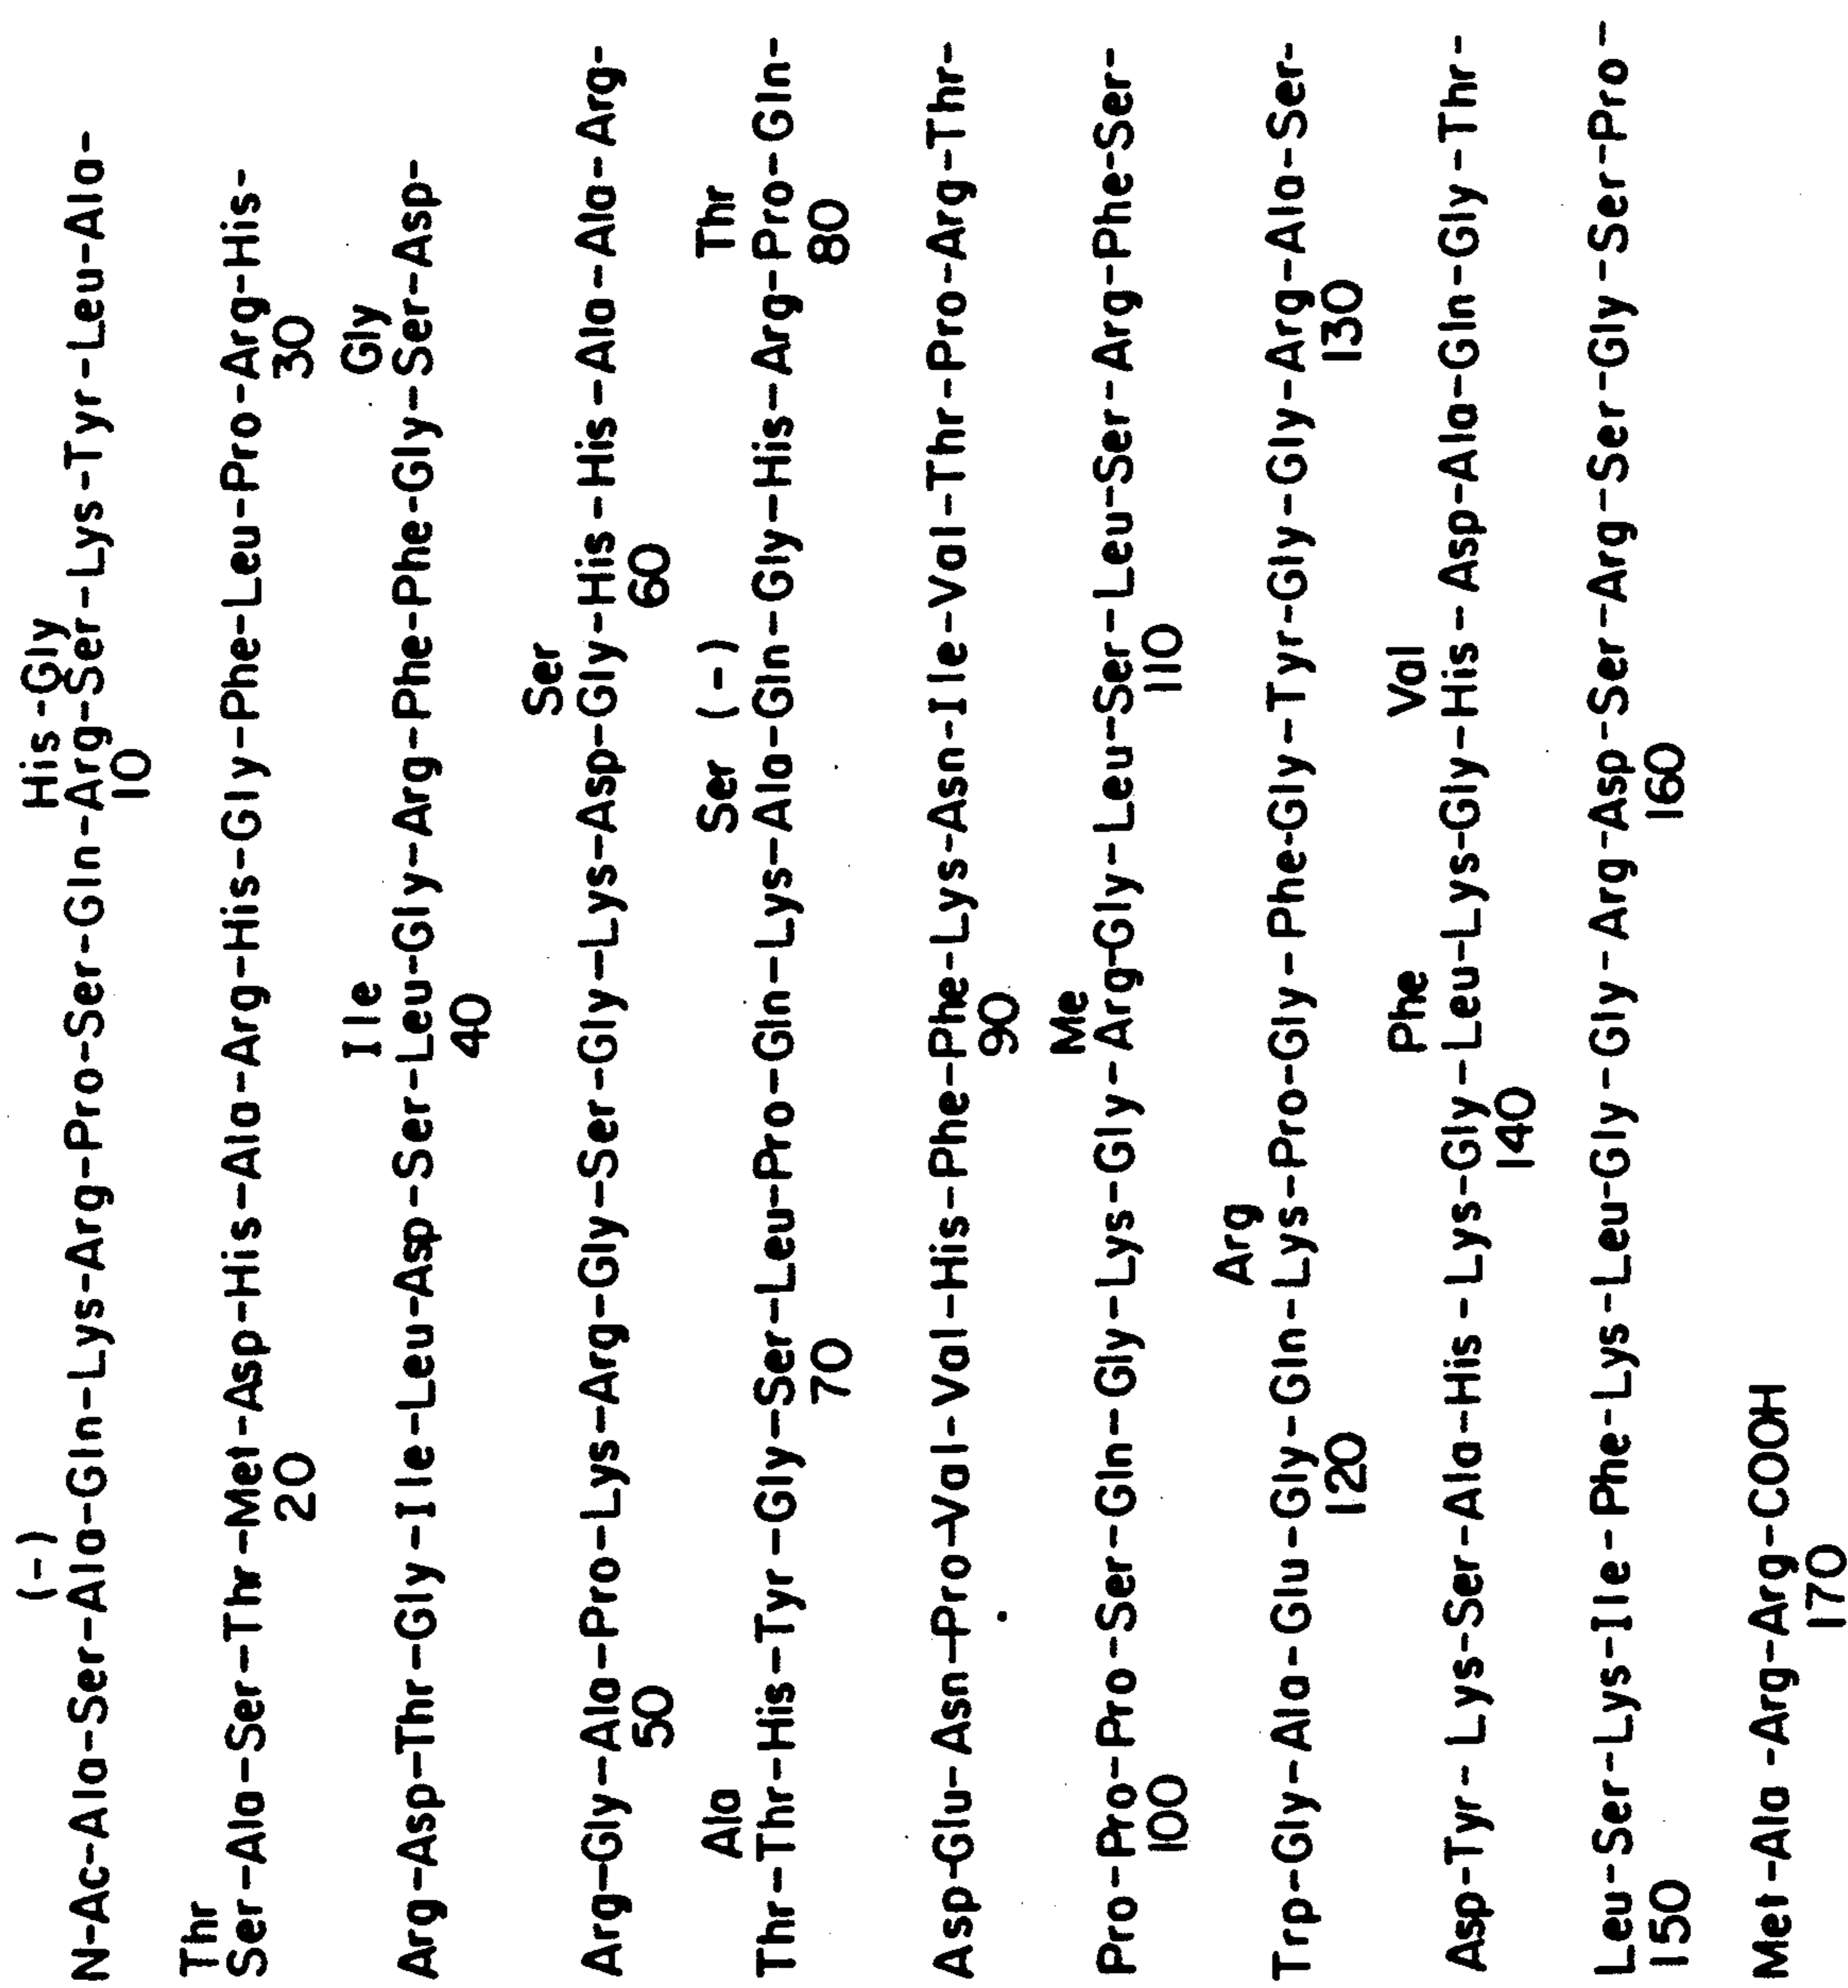 (-) His-Gly
N-Ac-Ala-Ser-Ala-Gln-Lys-Arg-Pro-Ser-Gln-Arg-Ser-Lys-Tyr-Leu-Ala-
10
Thr
Ser-Ala-Ser-Thr-Met-Asp-His-Ala-Arg-His-Gly-Phe-Leu-Pro-Arg-His-
20 30
Ile Gly
Arg-Asp-Thr-Gly-Ile-Leu-Asp-Ser-Leu-Gly-Arg-Phe-Phe-Gly-Ser-Asp-
40
Ser
Arg-Gly-Ala-Pro-Lys-Arg-Gly-Ser-Gly-Lys-Asp-Gly-His-His-Ala-Ala-Arg-
50 60
Ala Ser (-) Thr
Thr-Thr-His-Tyr-Gly-Ser-Leu-Pro-Gln-Lys-Ala-Gln-Gly-His-Arg-Pro-Gln-
70 80
Asp-Glu-Asn-Pro-Val-Val-His-Phe-Phe-Lys-Asn-Ile-Val-Thr-Pro-Arg-Thr-
90
Me
Pro-Pro-Pro-Ser-Gln-Gly-Lys-Gly-Arg-Gly-Leu-Ser-Leu-Ser-Arg-Phe-Ser-
100 110
Arg
Trp-Gly-Ala-Glu-Gly-Gln-Lys-Pro-Gly-Phe-Gly-Tyr-Gly-Gly-Arg-Ala-Ser-
120 130
Phe Val
Asp-Tyr-Lys-Ser-Ala-His-Lys-Gly-Leu-Lys-Gly-His-Asp-Ala-Gln-Gly-Thr-
140
Leu-Ser-Lys-Ile-Phe-Lys-Leu-Gly-Gly-Arg-Asp-Ser-Arg-Ser-Gly-Ser-Pro-
150 160
Met-Ala-Arg-Arg-COOH
170